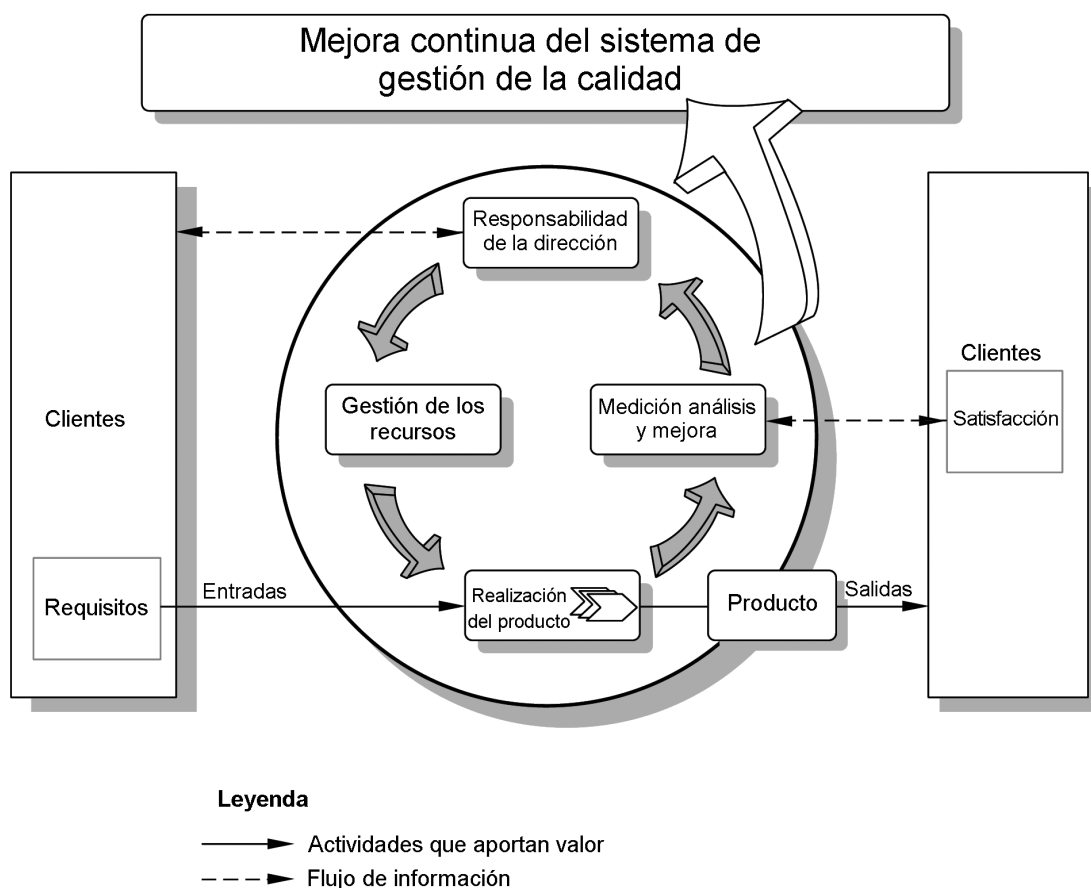 Mejora continua del sistema de
gestión de la calidad
Responsabilidad
de la dirección
Clientes
Gestión de los
recursos
Medición análisis
y mejora
Clientes
Satisfacción
Requisitos
Entradas
Realización
del producto
Producto
Salidas
Leyenda
Actividades que aportan valor
Flujo de información